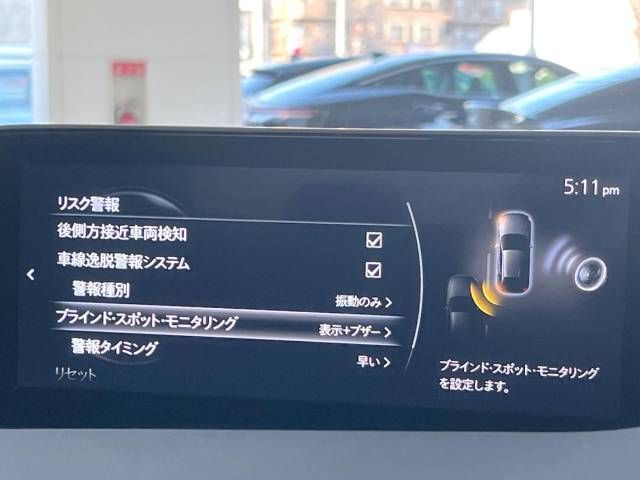 5:11pm
リスク警報
後側方接近車両検知
車線逸脱警報システム
警報種別 振動のみ
ブラインド・スポット・モニタリング 表示+ブザー
警報タイミング 早い
リセット
ブラインド・スポット・モニタリング
を設定します。